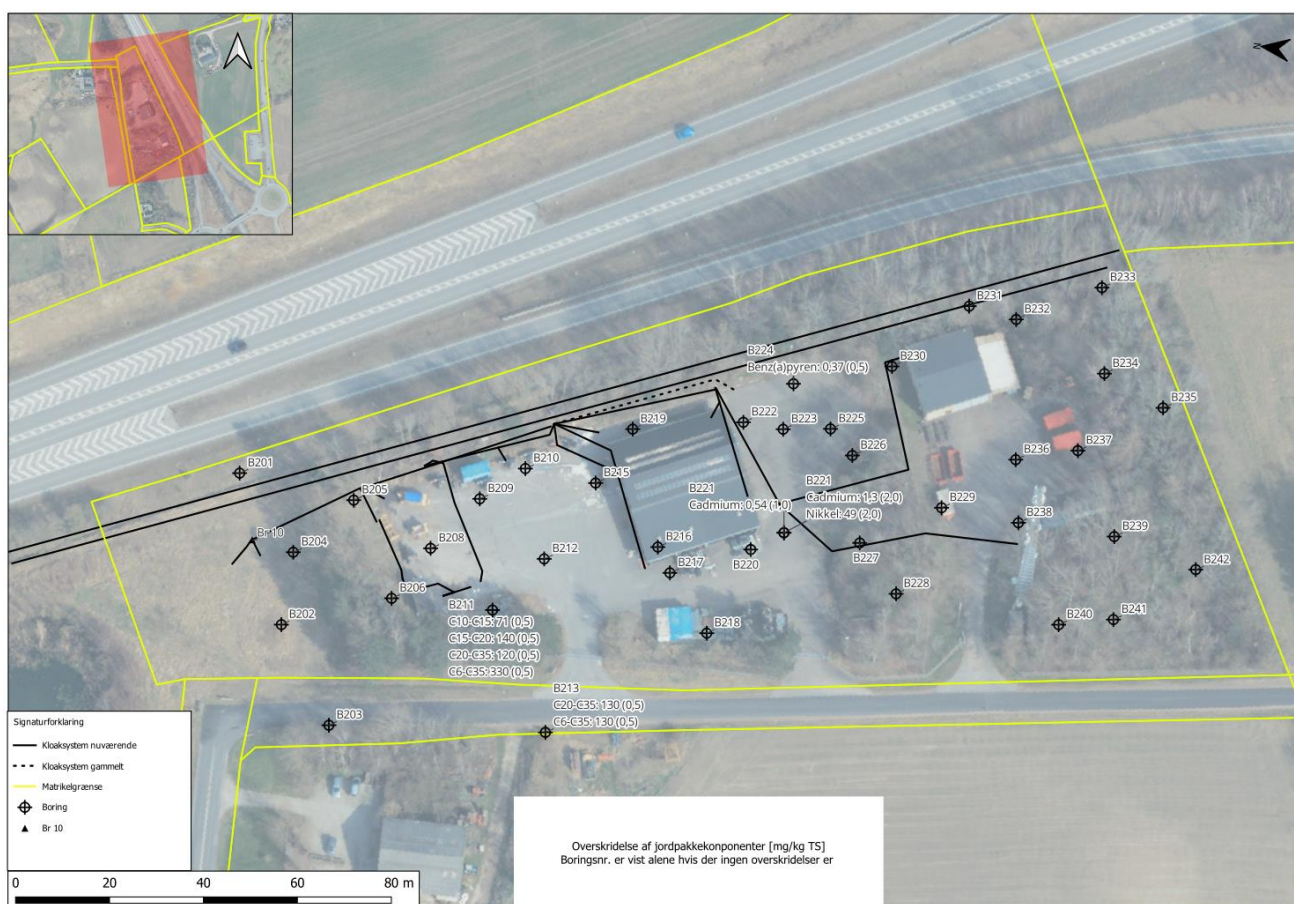 N
B233
B231
B232
B224
Benz(a)pyren: 0,37 (0,5)
B230
B234
B235
B222
B223
B225
B219
B226
B236
B237
B201
B210
B215
B221
Cadmium: 0,54 (1,0)
B221
Cadmium: 1,3 (2,0)
Nikkel: 49 (2,0)
B205
B209
B229
Br 10
B204
B208
B212
B216
B220
B227
B238
B239
B217
B242
B206
B228
B211
C10-C15: 71 (0,5)
C15-C20: 140 (0,5)
C20-C35: 120 (0,5)
C6-C35: 330 (0,5)
B202
B218
B240
B241
B213
C20-C35: 130 (0,5)
C6-C35: 130 (0,5)
B203
Signaturforklaring
Kloaksystem nuværende
Kloaksystem gammelt
Matrikelgrænse
Boring
Br 10
Overskridelse af jordpakkekonponenter [mg/kg TS]
Boringsnr. er vist alene hvis der ingen overskridelser er
0 20 40 60 80 m